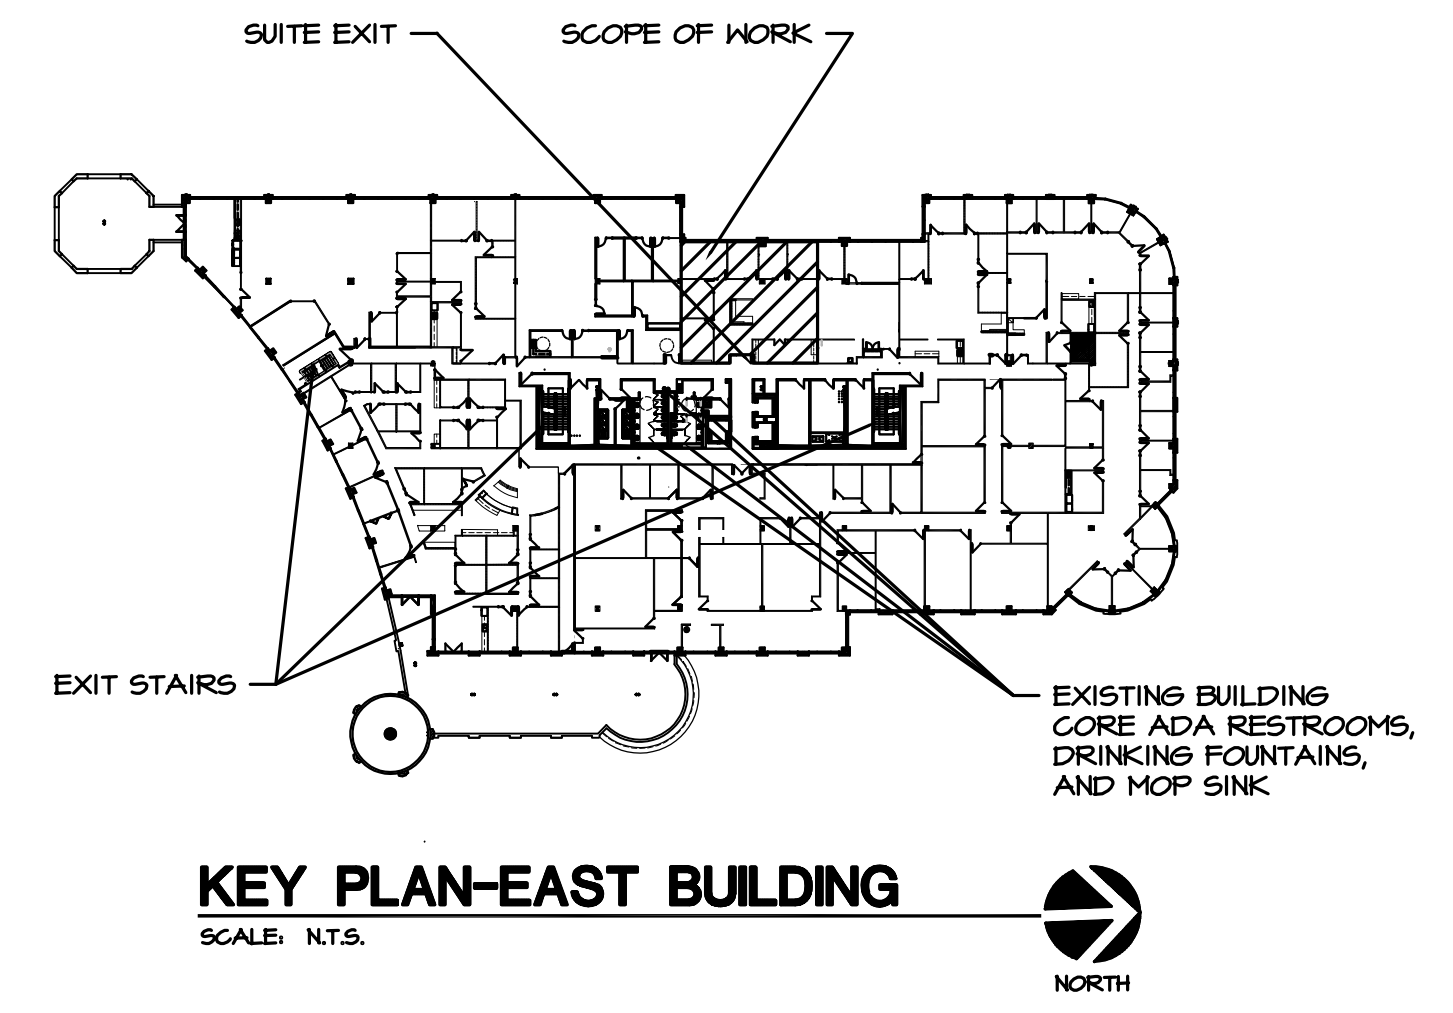 SUITE EXIT
SCOPE OF WORK
EXIT STAIRS
EXISTING BUILDING
CORE ADA RESTROOMS,
DRINKING FOUNTAINS,
AND MOP SINK
KEY PLAN-EAST BUILDING
SCALE: N.T.S.
NORTH